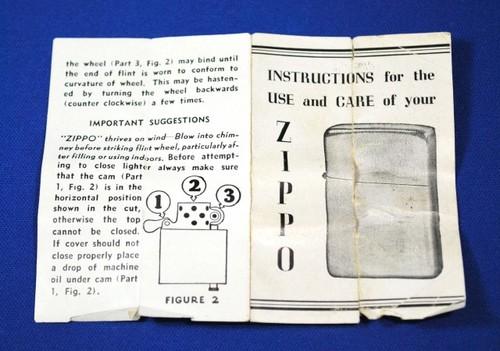 the wheel (Part 3, Fig. 2) may bind until
the end of flint is worn to conform to
curvature of wheel. This may be hasten-
ed by turning the wheel backwards
(counter clockwise) a few times.
IMPORTANT SUGGESTIONS
"ZIPPO" thrives on wind—Blow into chim-
ney before striking flint wheel, particularly af-
ter filling or using indoors. Before attempt-
ing to close lighter always make sure
that the cam (Part
1, Fig. 2) is in the
horizontal position
shown in the cut,
otherwise the top
cannot be closed.
If cover should not
close properly place
a drop of machine
oil under cam (Part
1, Fig. 2).
1
2
3
FIGURE 2
INSTRUCTIONS for the
USE and CARE of your
ZIPPO